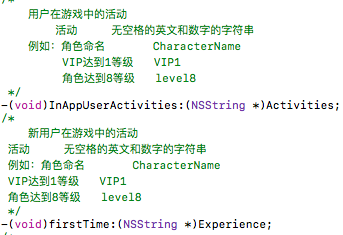 /*
用户在游戏中的活动
活动 无空格的英文和数字的字符串
例如：角色命名 CharacterName
VIP达到1等级 VIP1
角色达到8等级 level8
*/
-(void)InAppUserActivities:(NSString *)Activities;
/*
新用户在游戏中的活动
活动 无空格的英文和数字的字符串
例如：角色命名 CharacterName
VIP达到1等级 VIP1
角色达到8等级 level8
*/
-(void)firstTime:(NSString *)Experience;